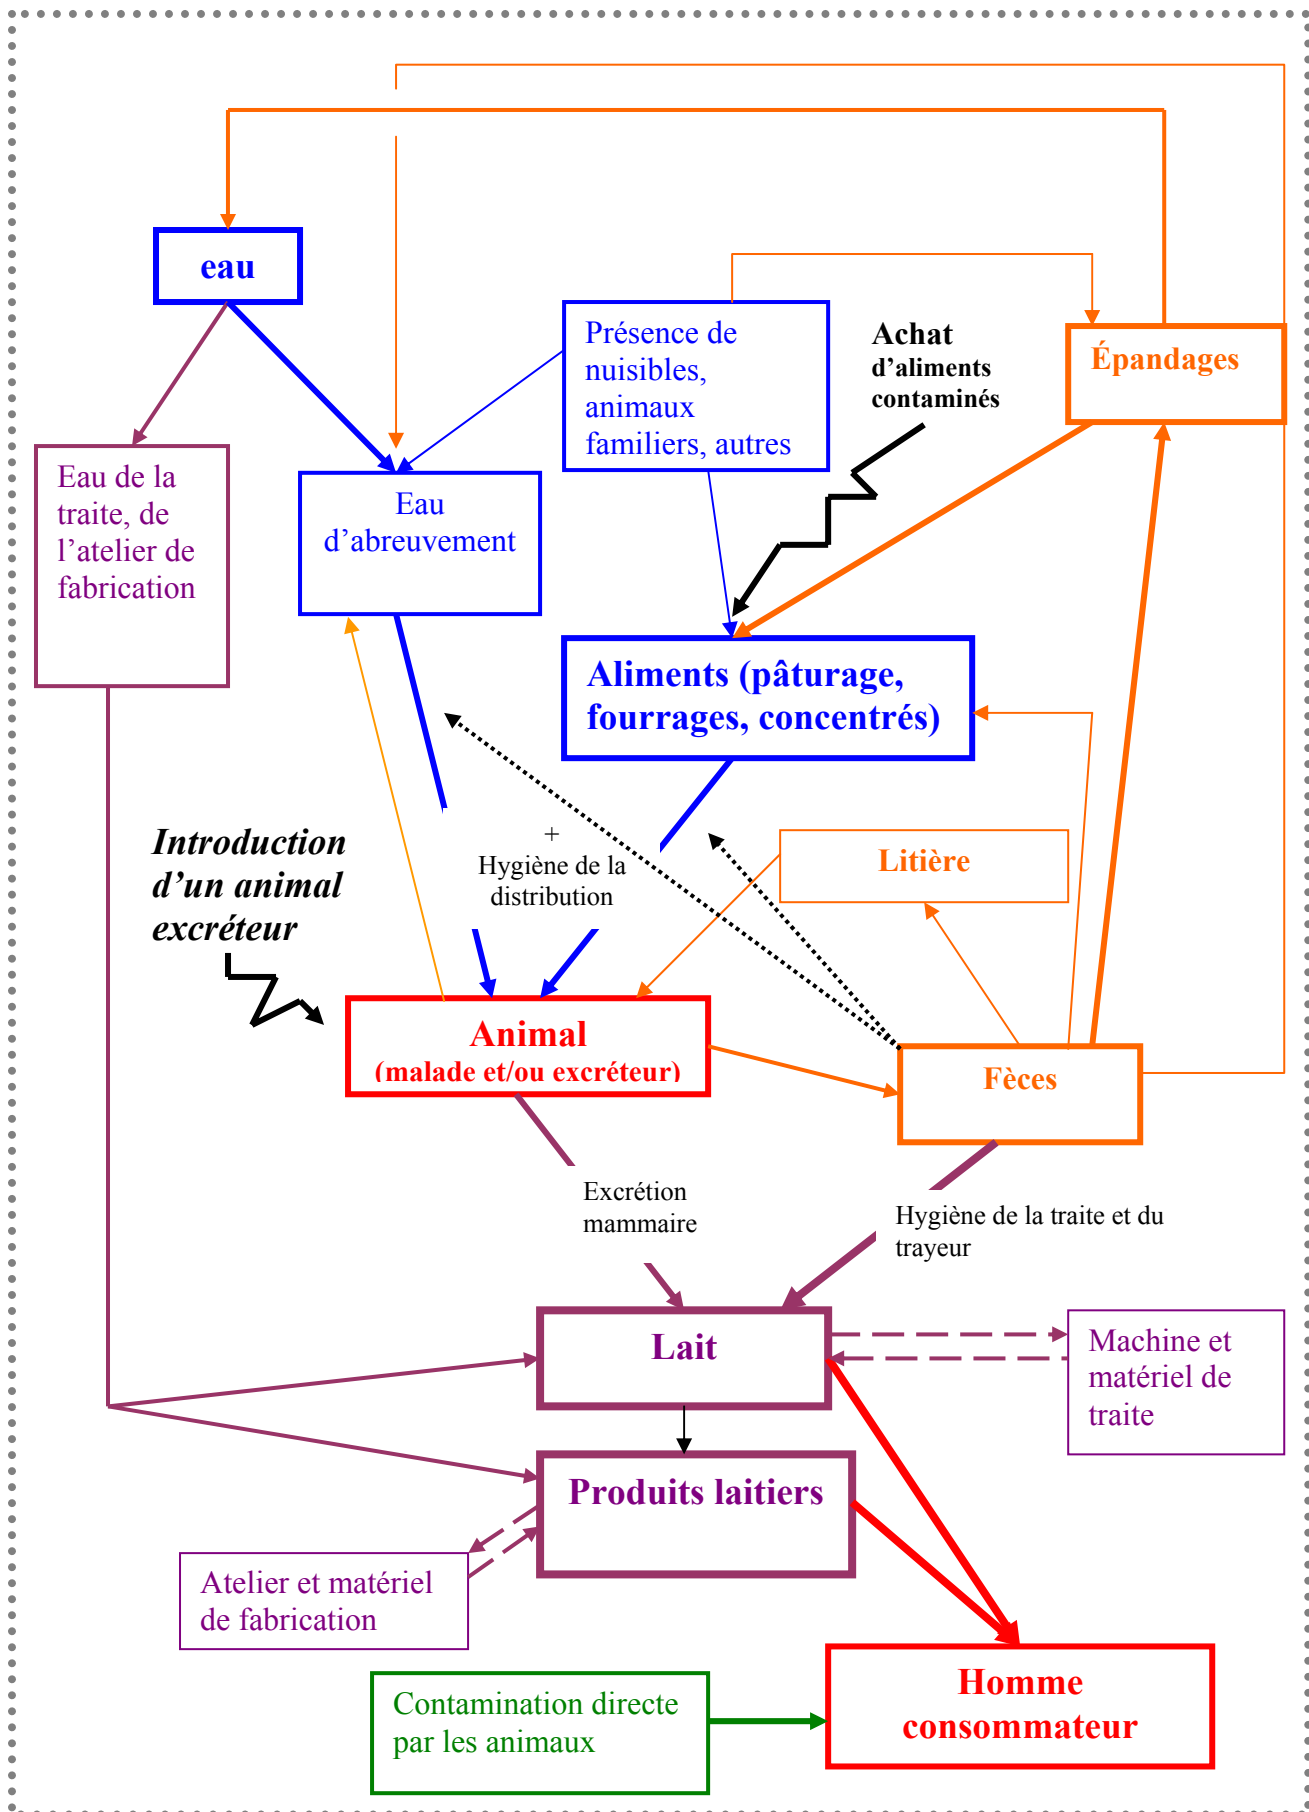 eau
Présence de
nuisibles,
animaux
familiers, autres
Achat
d’aliments
contaminés
Épandages
Eau de la
traite, de
l’atelier de
fabrication
Eau
d’abreuvement
Aliments (pâturage,
fourrages, concentrés)
Introduction
d’un animal
excréteur
+
Hygiène de la
distribution
Litière
Animal
(malade et/ou excréteur)
Fèces
Excrétion
mammaire
Hygiène de la traite et du
trayeur
Lait
Machine et
matériel de
traite
Produits laitiers
Atelier et matériel
de fabrication
Homme
consommateur
Contamination directe
par les animaux